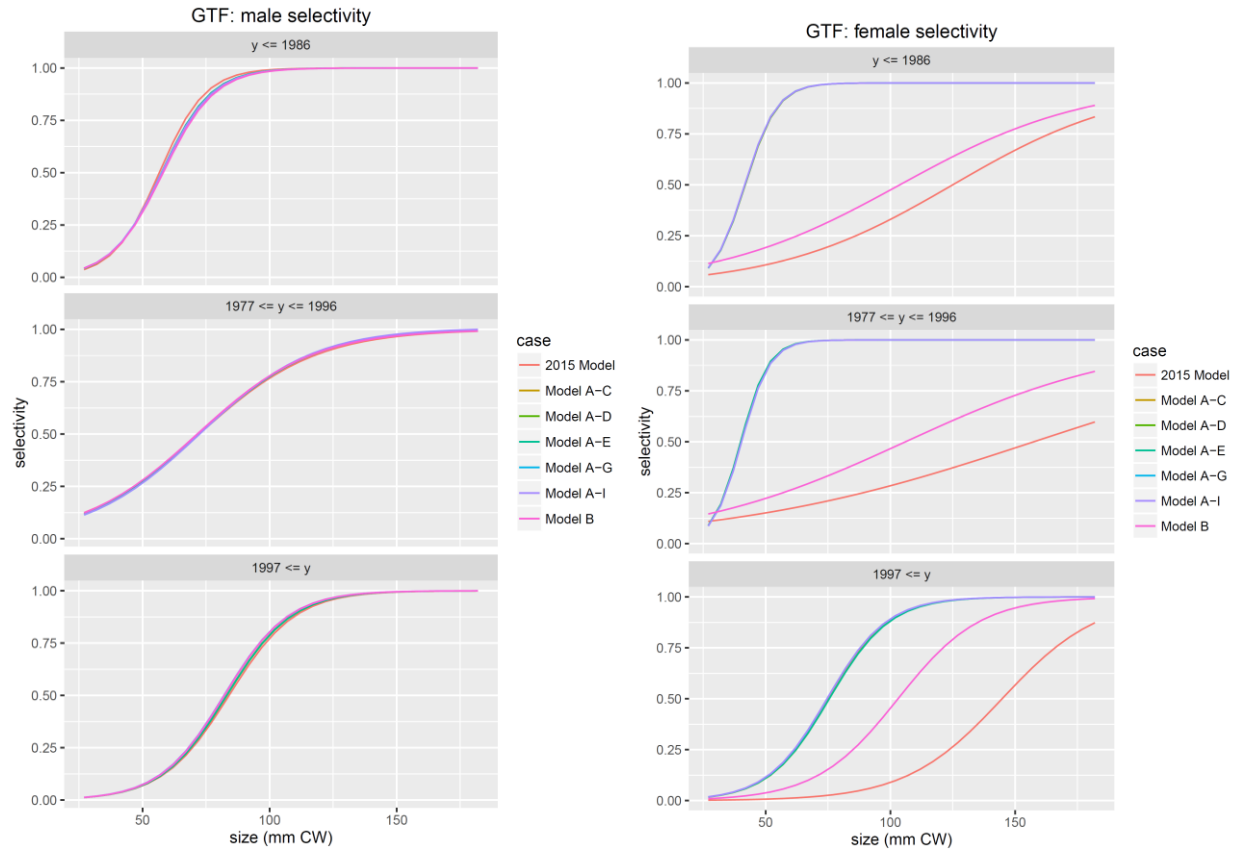 GTF: male selectivity
y <= 1986
1.00
0.75
0.50
0.25
0.00
1977 <= y <= 1996
1.00
0.75
0.50
0.25
0.00
1997 <= y
1.00
0.75
0.50
0.25
0.00
50
100
150
size (mm CW)
selectivity
case
2015 Model
Model A−C
Model A−D
Model A−E
Model A−G
Model A−I
Model B
GTF: female selectivity
y <= 1986
1.00
0.75
0.50
0.25
0.00
1977 <= y <= 1996
1.00
0.75
0.50
0.25
0.00
1997 <= y
1.00
0.75
0.50
0.25
0.00
50
100
150
size (mm CW)
selectivity
case
2015 Model
Model A−C
Model A−D
Model A−E
Model A−G
Model A−I
Model B